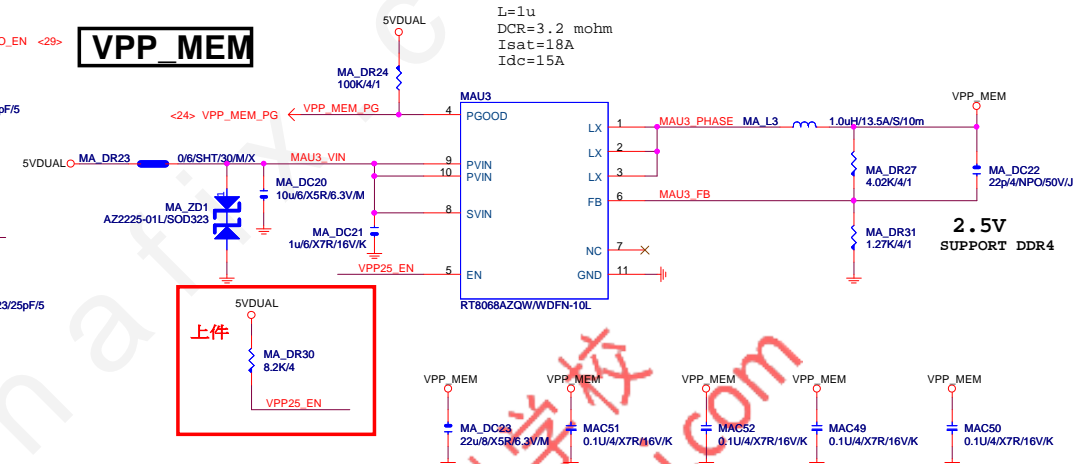 L=1u
DCR=3.2 mohm
Isat=18A
Idc=15A
O_EN <29>
VPP_MEM
5VDUAL
MA_DR24
100K/4/1
pF/5
<24> VPP_MEM_PG
VPP_MEM_PG
MAU3
4 PGOOD
LX 1
LX 2
LX 3
MAU3_PHASE
MA_L3
1.0uH/13.5A/S/10m
VPP_MEM
5VDUAL
MA_DR23
0/6/SHT/30/M/X
MAU3_VIN
9 PVIN
10 PVIN
8 SVIN
FB 6
MAU3_FB
MA_DR27
4.02K/4/1
MA_DC22
22p/4/NPO/50V/J
MA_DC20
10u/6/X5R/6.3V/M
MA_ZD1
AZ2225-01L/SOD323
1
MA_DC21
1u/6/X7R/16V/K
MA_DR31
1.27K/4/1
2.5V
SUPPORT DDR4
NC 7
GND 11
VPP25_EN
5 EN
RT8068AZQW/WDFN-10L
23/25pF/5
5VDUAL
上件
MA_DR30
8.2K/4
VPP25_EN
VPP_MEM
VPP_MEM
VPP_MEM
VPP_MEM
VPP_MEM
MA_DC23
22u/8/X5R/6.3V/M
MAC51
0.1U/4/X7R/16V/K
MAC52
0.1U/4/X7R/16V/K
MAC49
0.1U/4/X7R/16V/K
MAC50
0.1U/4/X7R/16V/K
学校
.com
nafix.c